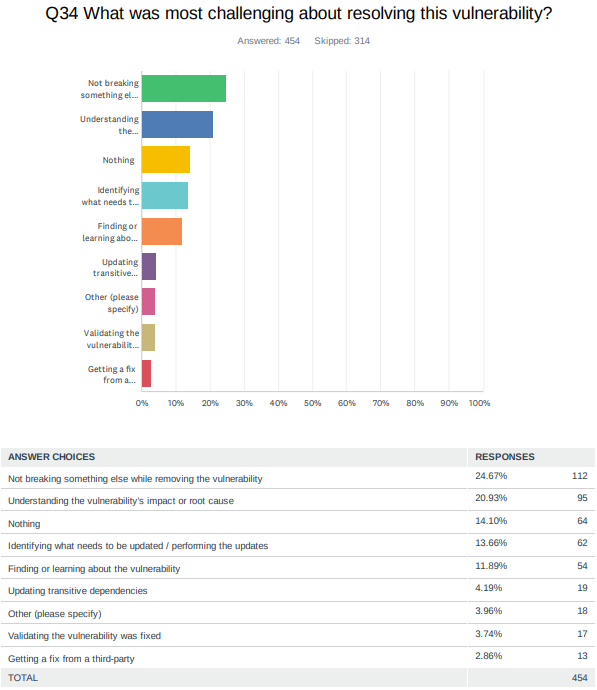 Q34 What was most challenging about resolving this vulnerability?
Answered: 454 Skipped: 314
Not breaking
something el...
Understanding
the...
Nothing
Identifying
what needs t...
Finding or
learning abo...
Updating
transitive...
Other (please
specify)
Validating the
vulnerabilit...
Getting a fix
from a...
0% 10% 20% 30% 40% 50% 60% 70% 80% 90% 100%
ANSWER CHOICES RESPONSES
Not breaking something else while removing the vulnerability 24.67% 112
Understanding the vulnerability's impact or root cause 20.93% 95
Nothing 14.10% 64
Identifying what needs to be updated / performing the updates 13.66% 62
Finding or learning about the vulnerability 11.89% 54
Updating transitive dependencies 4.19% 19
Other (please specify) 3.96% 18
Validating the vulnerability was fixed 3.74% 17
Getting a fix from a third-party 2.86% 13
TOTAL 454